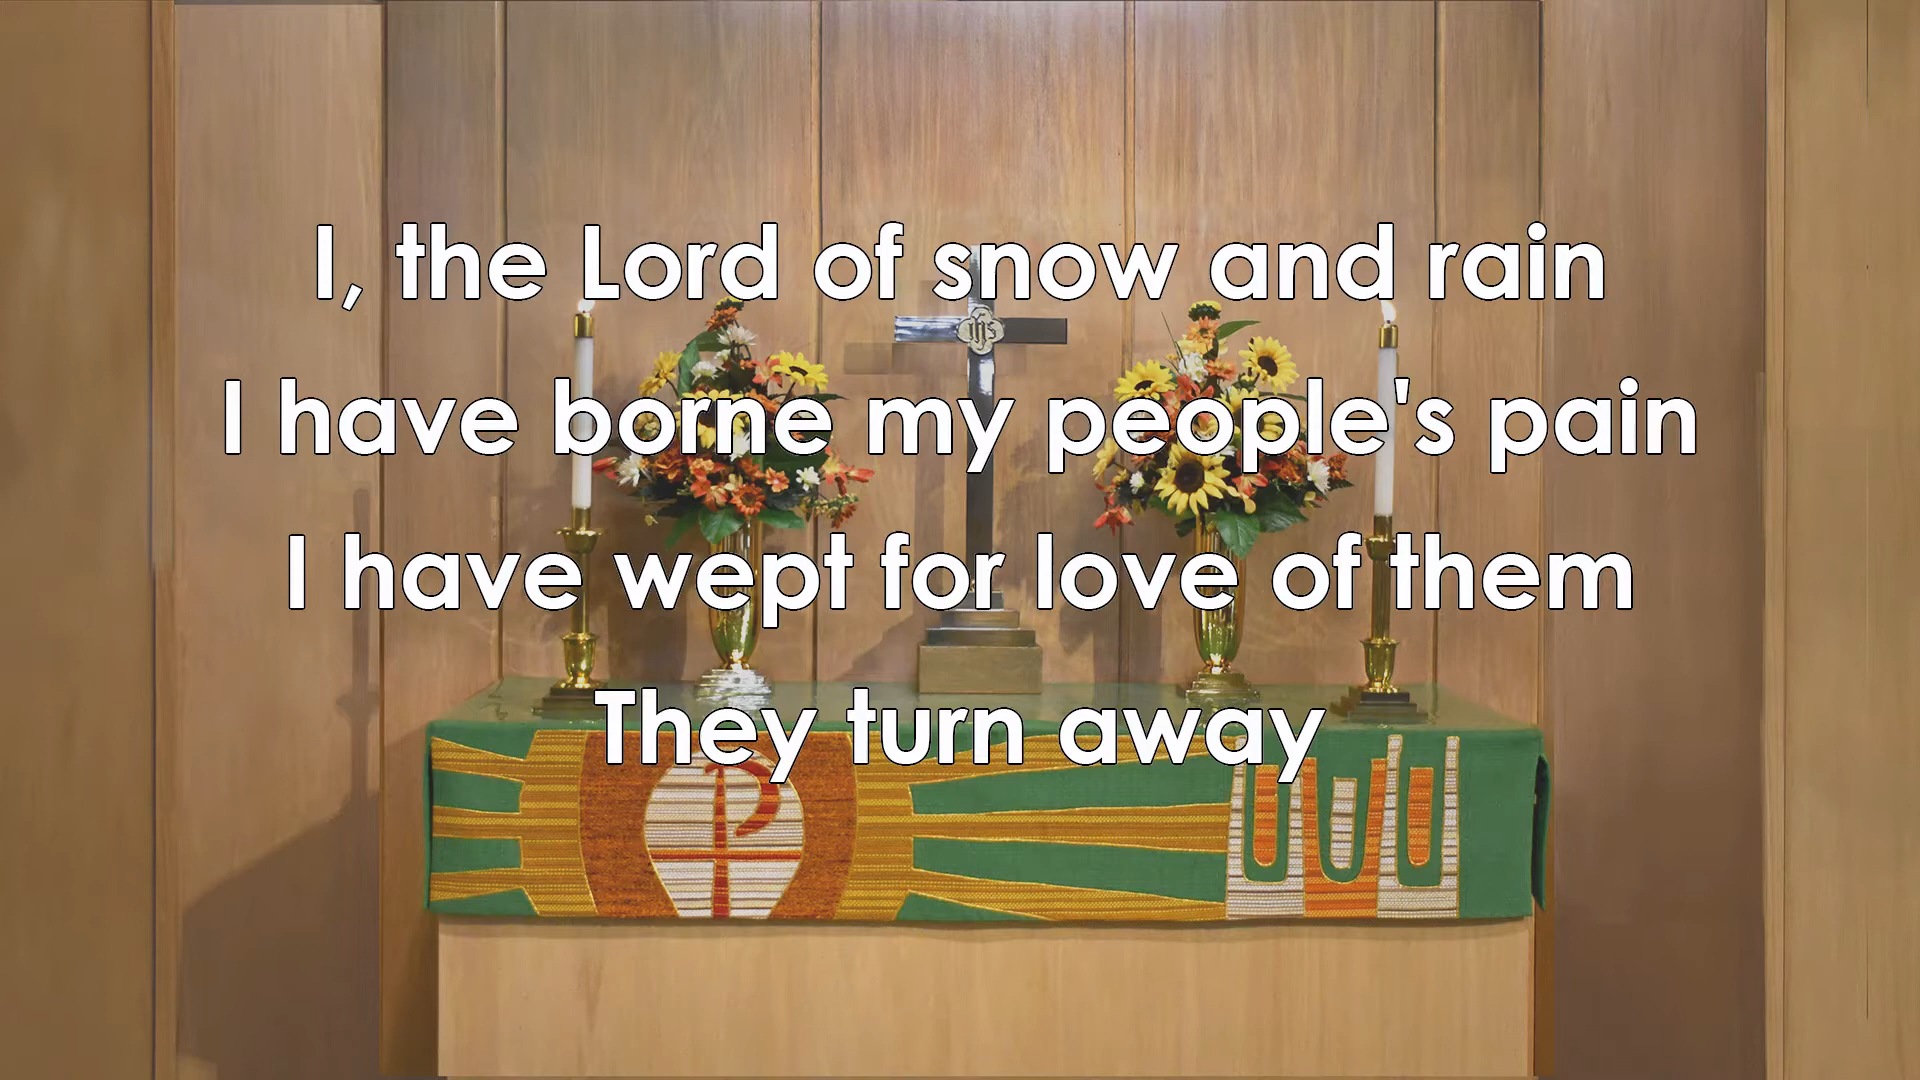 I, the Lord of snow and rain
I have borne my people's pain
I have wept for love of them
They turn away
ihs